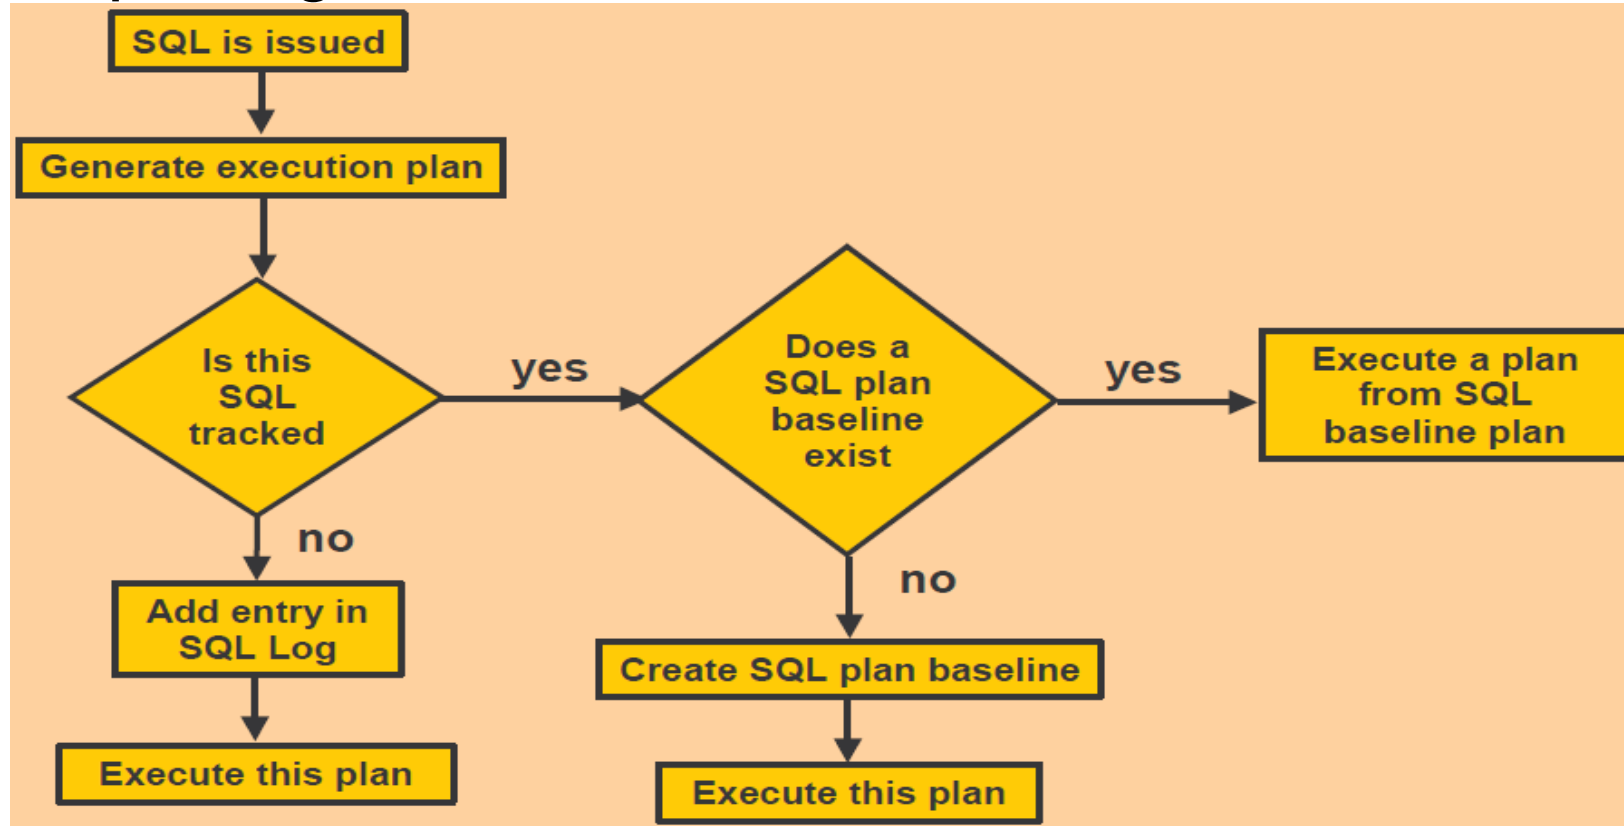 SQL is issued
Generate execution plan
Is this
SQL
tracked
yes
Does a
SQL plan
baseline
exist
yes
Execute a plan
from SQL
baseline plan
no
Add entry in
SQL Log
Execute this plan
no
Create SQL plan baseline
Execute this plan